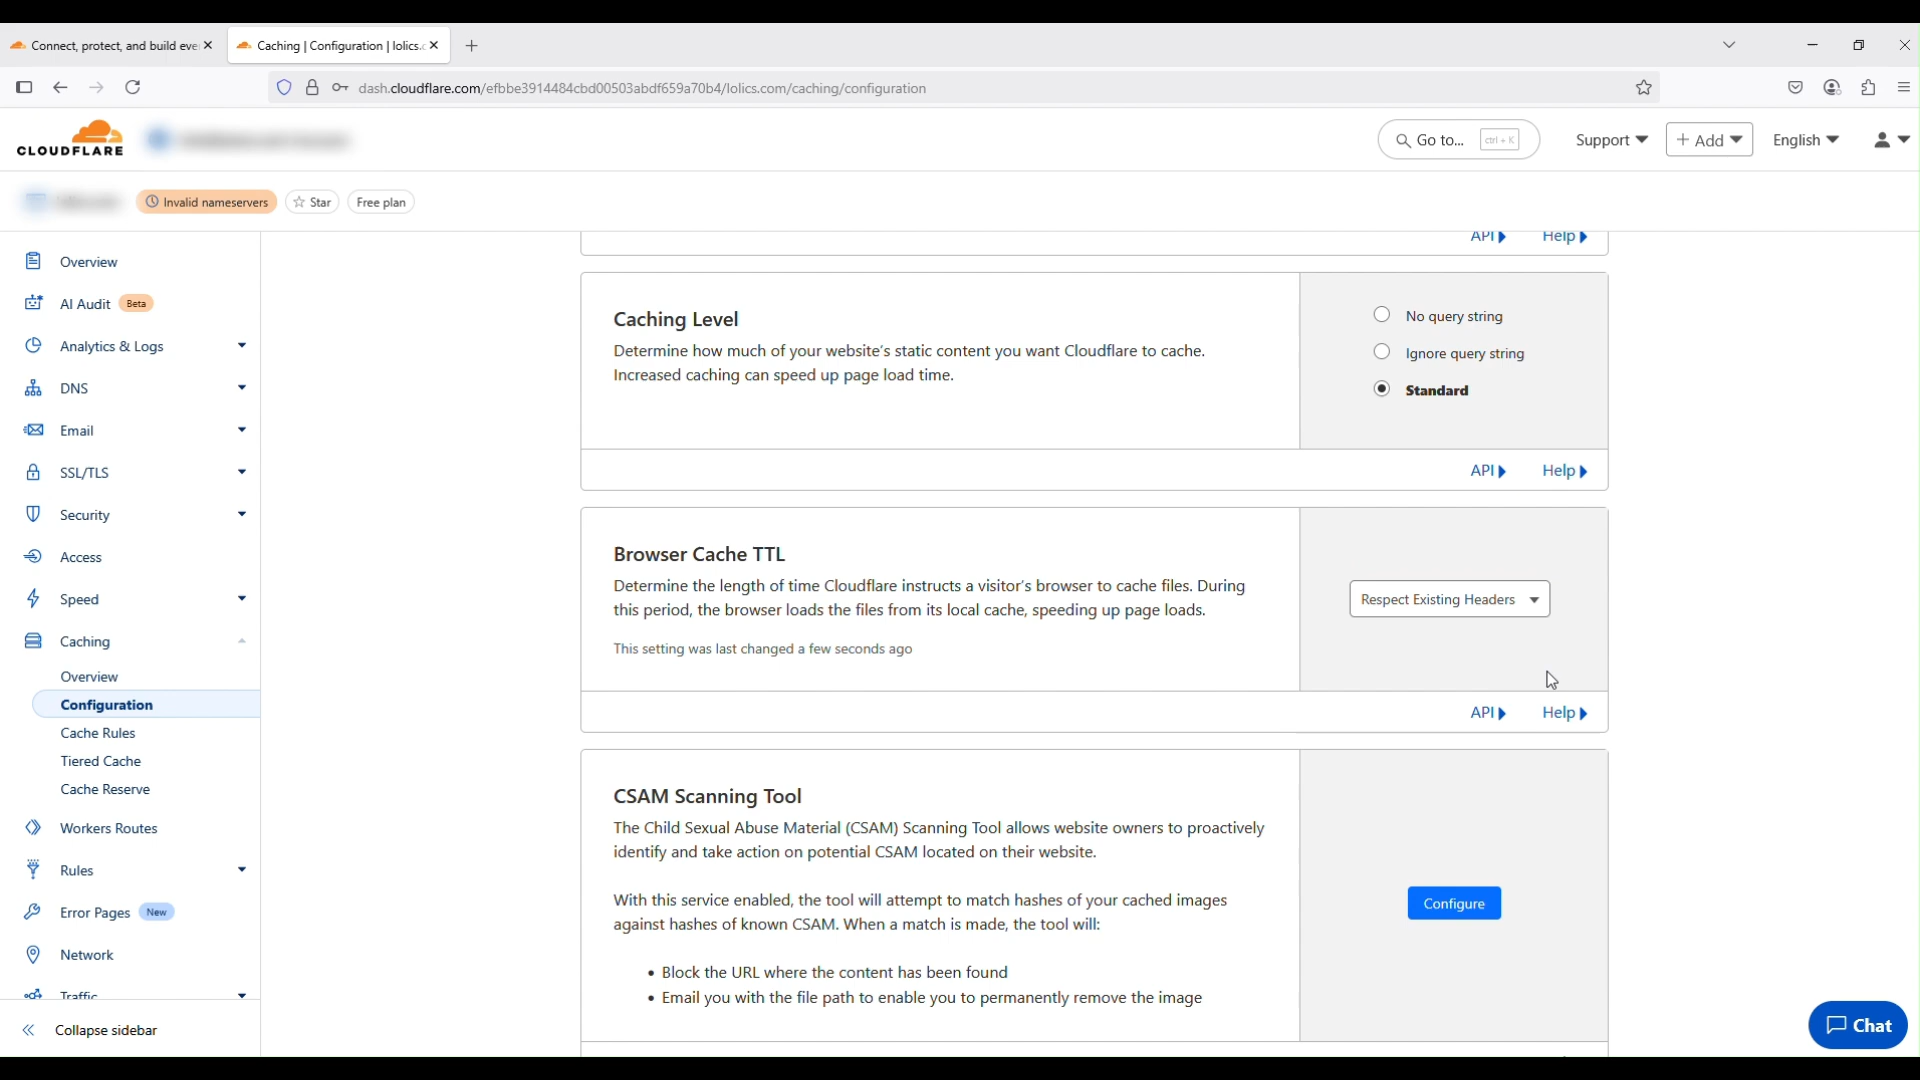 Connect, protect, and build eve
Caching | Configuration | lolics.c
dash.cloudflare.com/efbbe3914484cbd00503abdf659a70b4/lolics.com/caching/configuration
CLOUDFLARE
Go to... ctrl + K
Support
+ Add
English
Invalid nameservers
Star
Free plan
Overview
AI Audit Beta
Analytics & Logs
DNS
Email
SSL/TLS
Security
Access
Speed
Caching
Overview
Configuration
Cache Rules
Tiered Cache
Cache Reserve
Workers Routes
Rules
Error Pages New
Network
Traffic
Collapse sidebar
API Help
Caching Level
Determine how much of your website's static content you want Cloudflare to cache.
Increased caching can speed up page load time.
No query string
Ignore query string
Standard
API Help
Browser Cache TTL
Determine the length of time Cloudflare instructs a visitor's browser to cache files. During
this period, the browser loads the files from its local cache, speeding up page loads.
This setting was last changed a few seconds ago
Respect Existing Headers
API Help
CSAM Scanning Tool
The Child Sexual Abuse Material (CSAM) Scanning Tool allows website owners to proactively
identify and take action on potential CSAM located on their website.
With this service enabled, the tool will attempt to match hashes of your cached images
against hashes of known CSAM. When a match is made, the tool will:
• Block the URL where the content has been found
• Email you with the file path to enable you to permanently remove the image
Configure
Chat